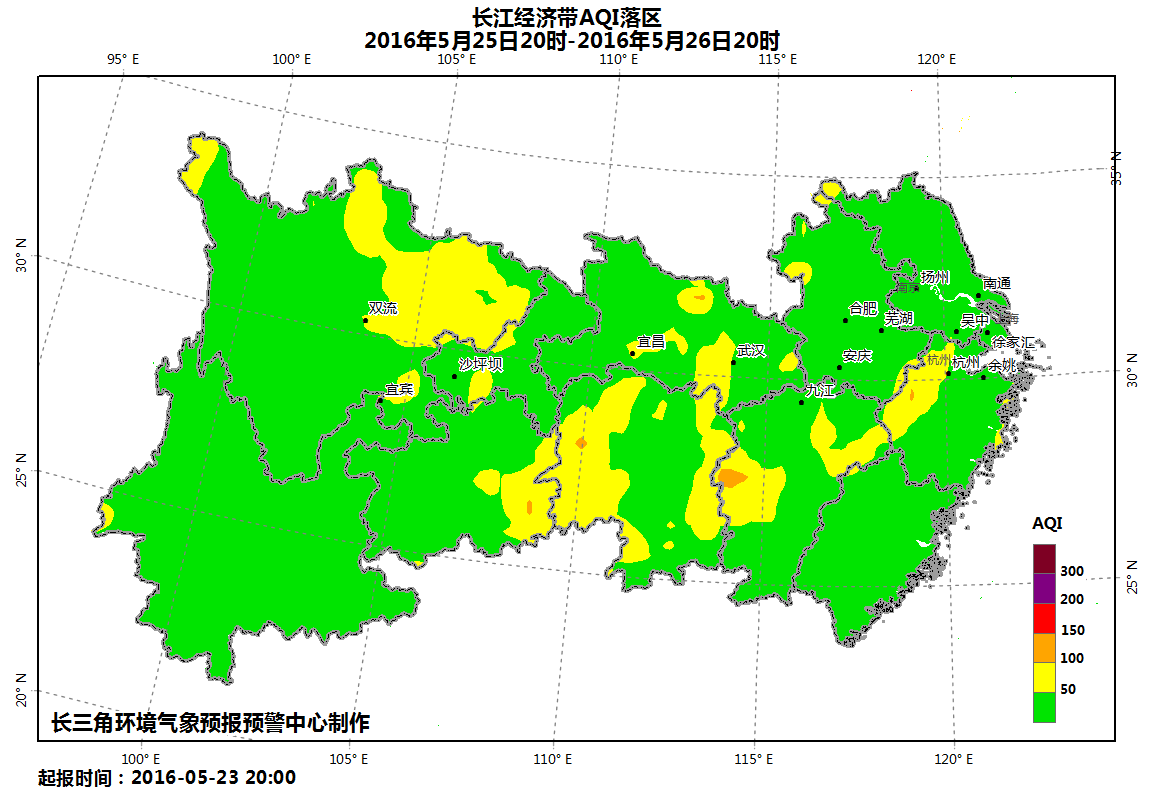 长江经济带AQI落区
2016年5月25日20时-2016年5月26日20时
95° E
100° E
105° E
110° E
115° E
120° E
35° N
30° N
扬州
南京
南通
双流
合肥
芜湖
吴中
上海
宜昌
武汉
安庆
徐家汇
杭州
杭州
余姚
沙坪坝
宜宾
九江
30° N
25° N
AQI
300
200
150
100
50
25° N
20° N
长三角环境气象预报预警中心制作
100° E
105° E
110° E
115° E
120° E
起报时间：2016-05-23 20:00